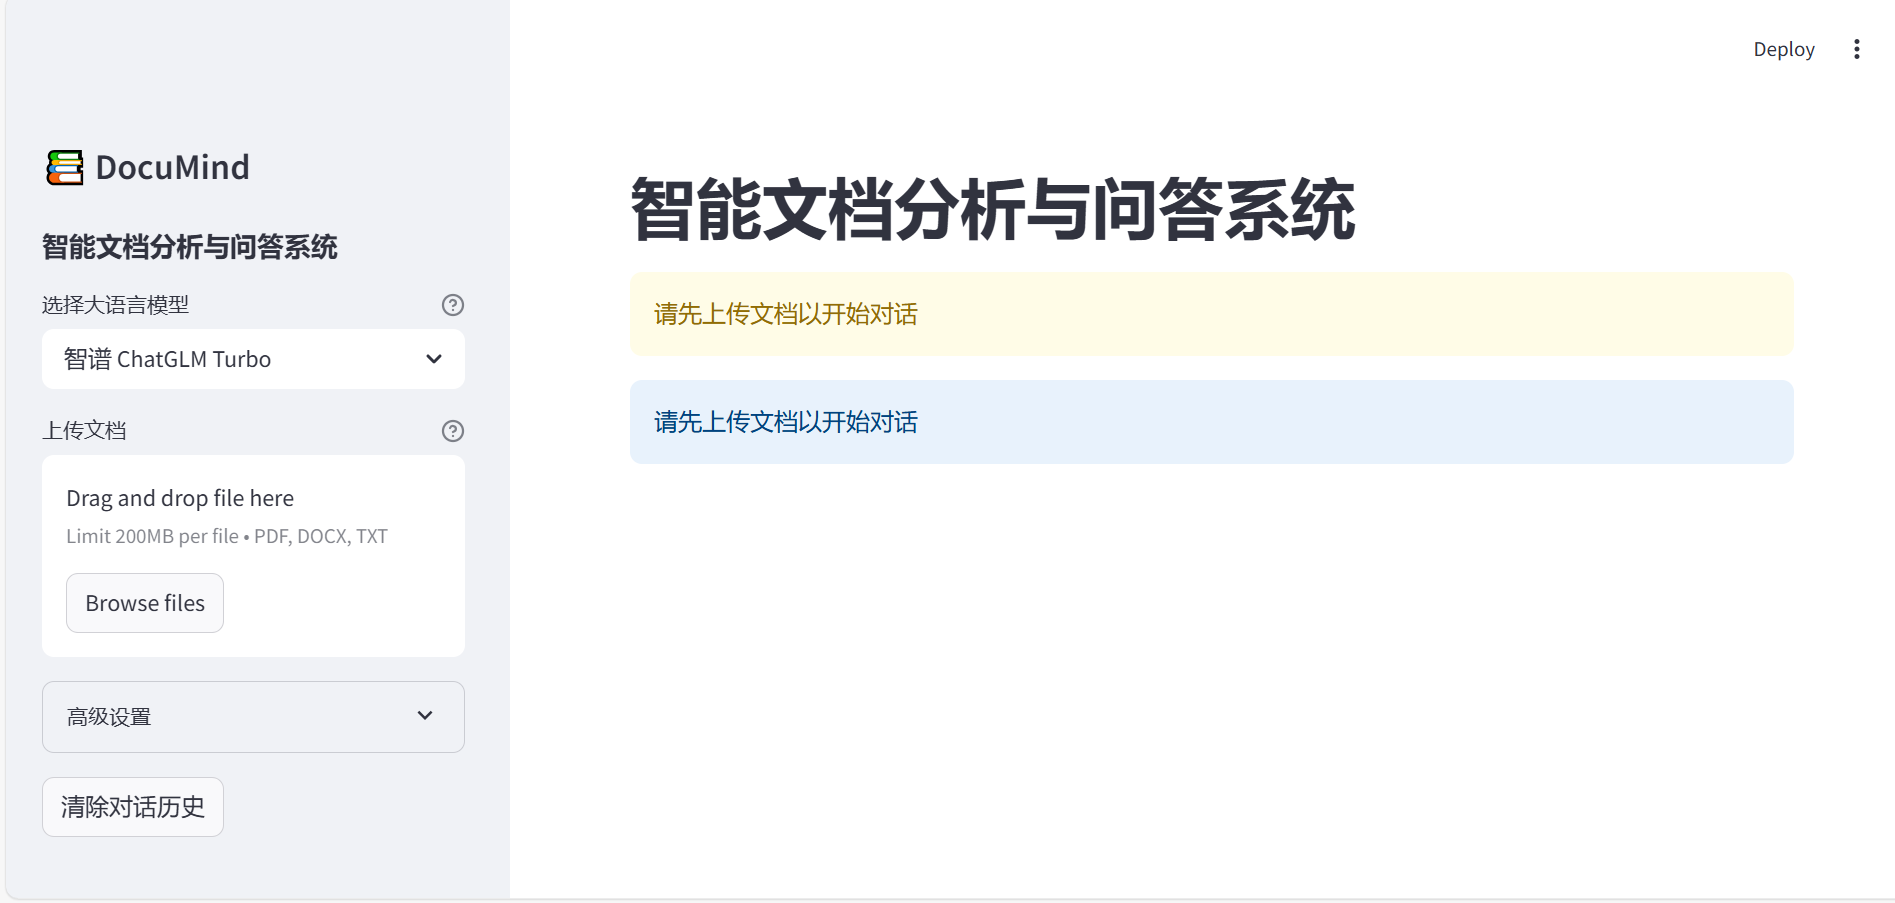 Deploy
DocuMind
智能文档分析与问答系统
选择大语言模型
智谱 ChatGLM Turbo
上传文档
Drag and drop file here
Limit 200MB per file • PDF, DOCX, TXT
Browse files
高级设置
清除对话历史
智能文档分析与问答系统
请先上传文档以开始对话
请先上传文档以开始对话